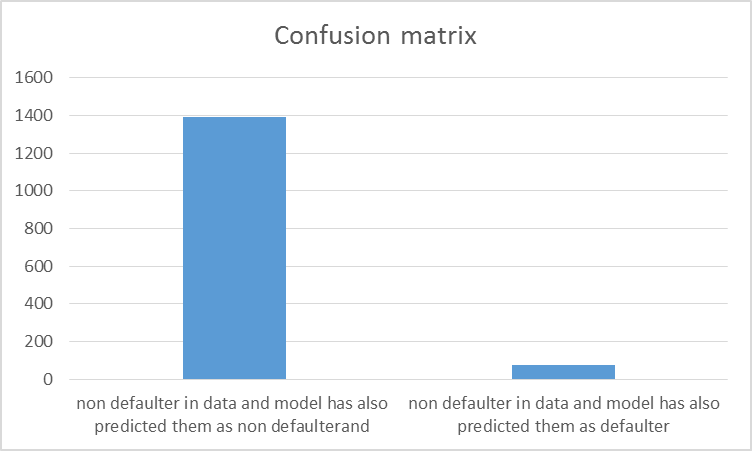 Confusion matrix
1600
1400
1200
1000
800
600
400
200
0
non defaulter in data and model has also
predicted them as non defaulterand
non defaulter in data and model has also
predicted them as defaulter